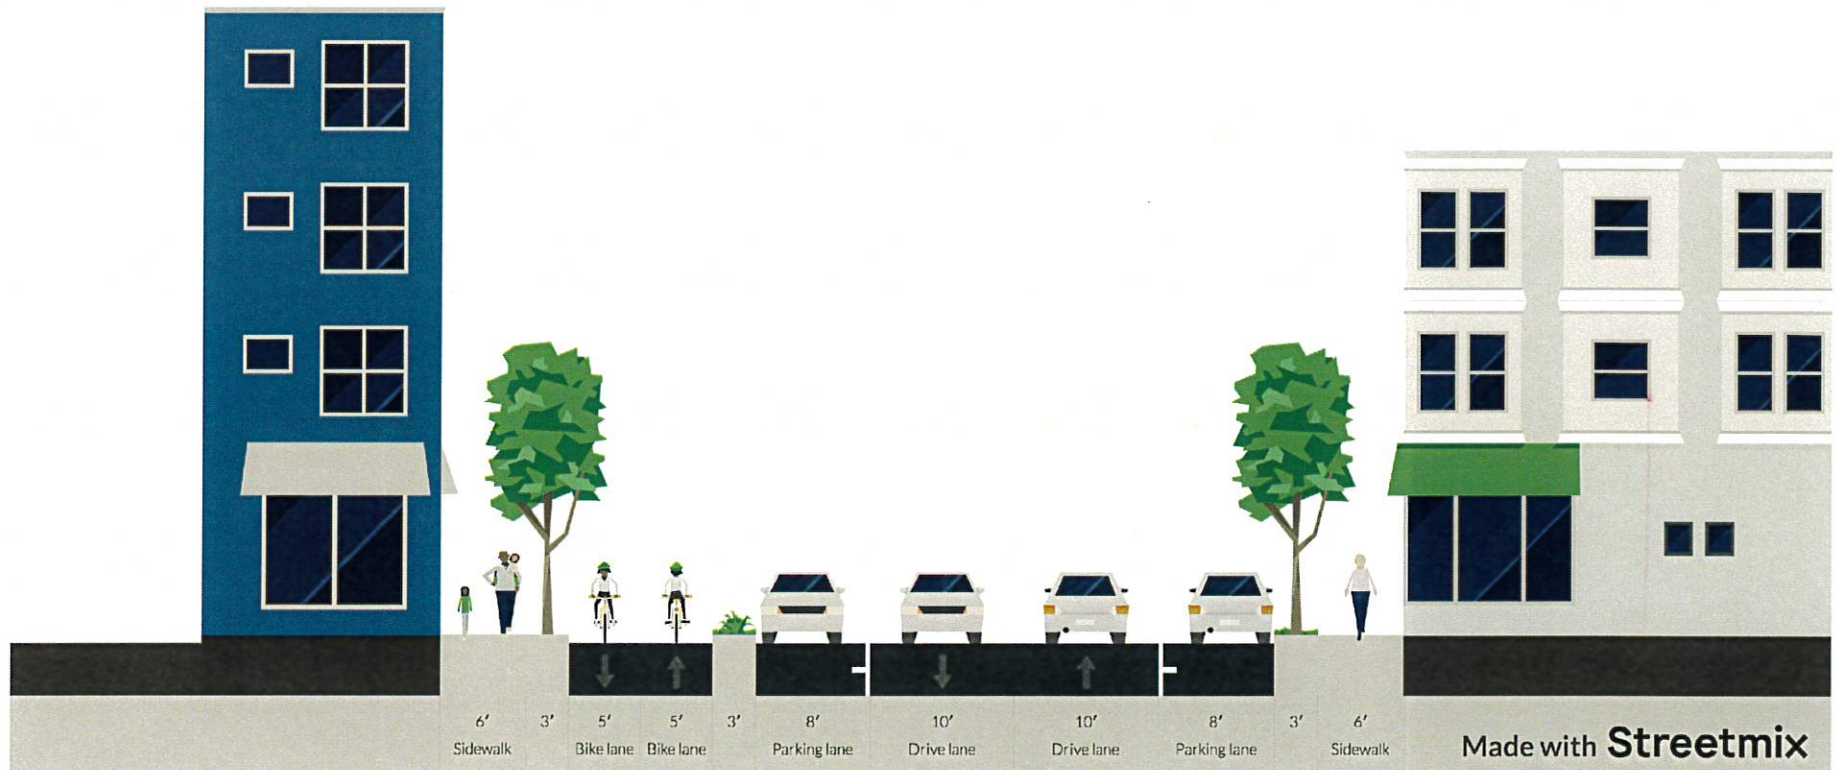 6′ 3′ 5′ 5′ 3′ 8′ 10′ 10′ 8′ 3′ 6′
Sidewalk Bike lane Bike lane Parking lane Drive lane Drive lane Parking lane Sidewalk
Made with Streetmix